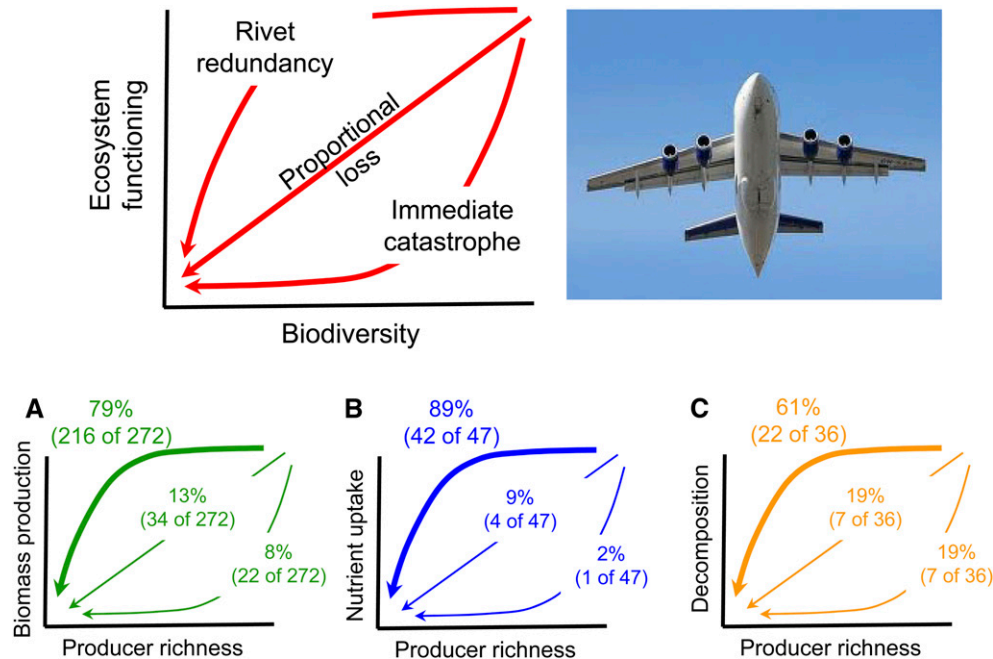 Rivet
redundancy
Ecosystem
functioning
Proportional
loss
Immediate
catastrophe
Biodiversity
A
79%
(216 of 272)
13%
(34 of 272)
8%
(22 of 272)
Biomass production
Producer richness
B
89%
(42 of 47)
9%
(4 of 47)
2%
(1 of 47)
Nutrient uptake
Producer richness
C
61%
(22 of 36)
19%
(7 of 36)
19%
(7 of 36)
Decomposition
Producer richness